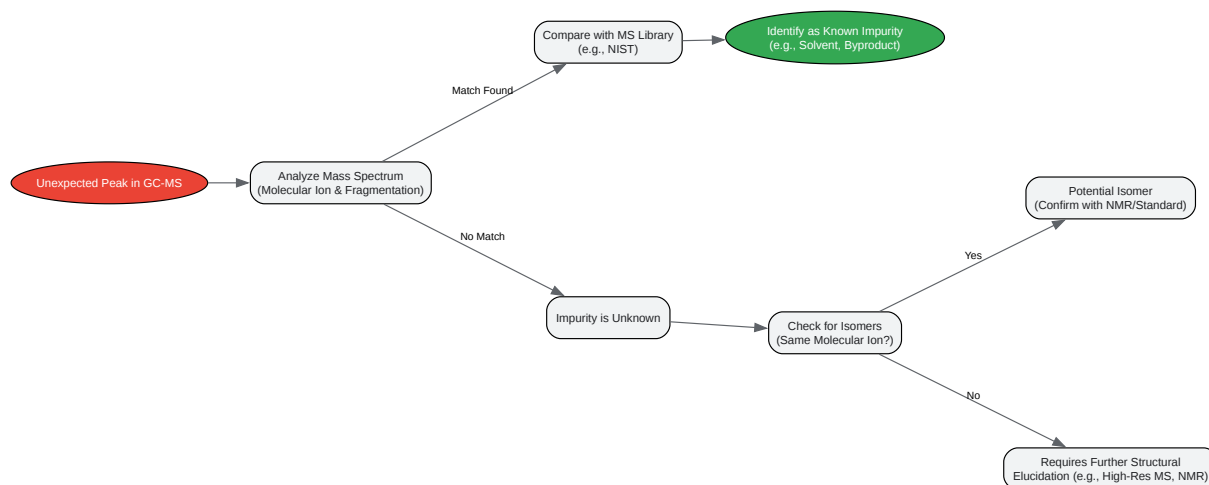 Compare with MS Library
(e.g., NIST)
Identify as Known Impurity
(e.g., Solvent, Byproduct)
Match Found
Unexpected Peak in GC-MS
Analyze Mass Spectrum
(Molecular Ion & Fragmentation)
Potential Isomer
(Confirm with NMR/Standard)
No Match
Yes
Impurity is Unknown
Check for Isomers
(Same Molecular Ion?)
No
Requires Further Structural
Elucidation (e.g., High-Res MS, NMR)